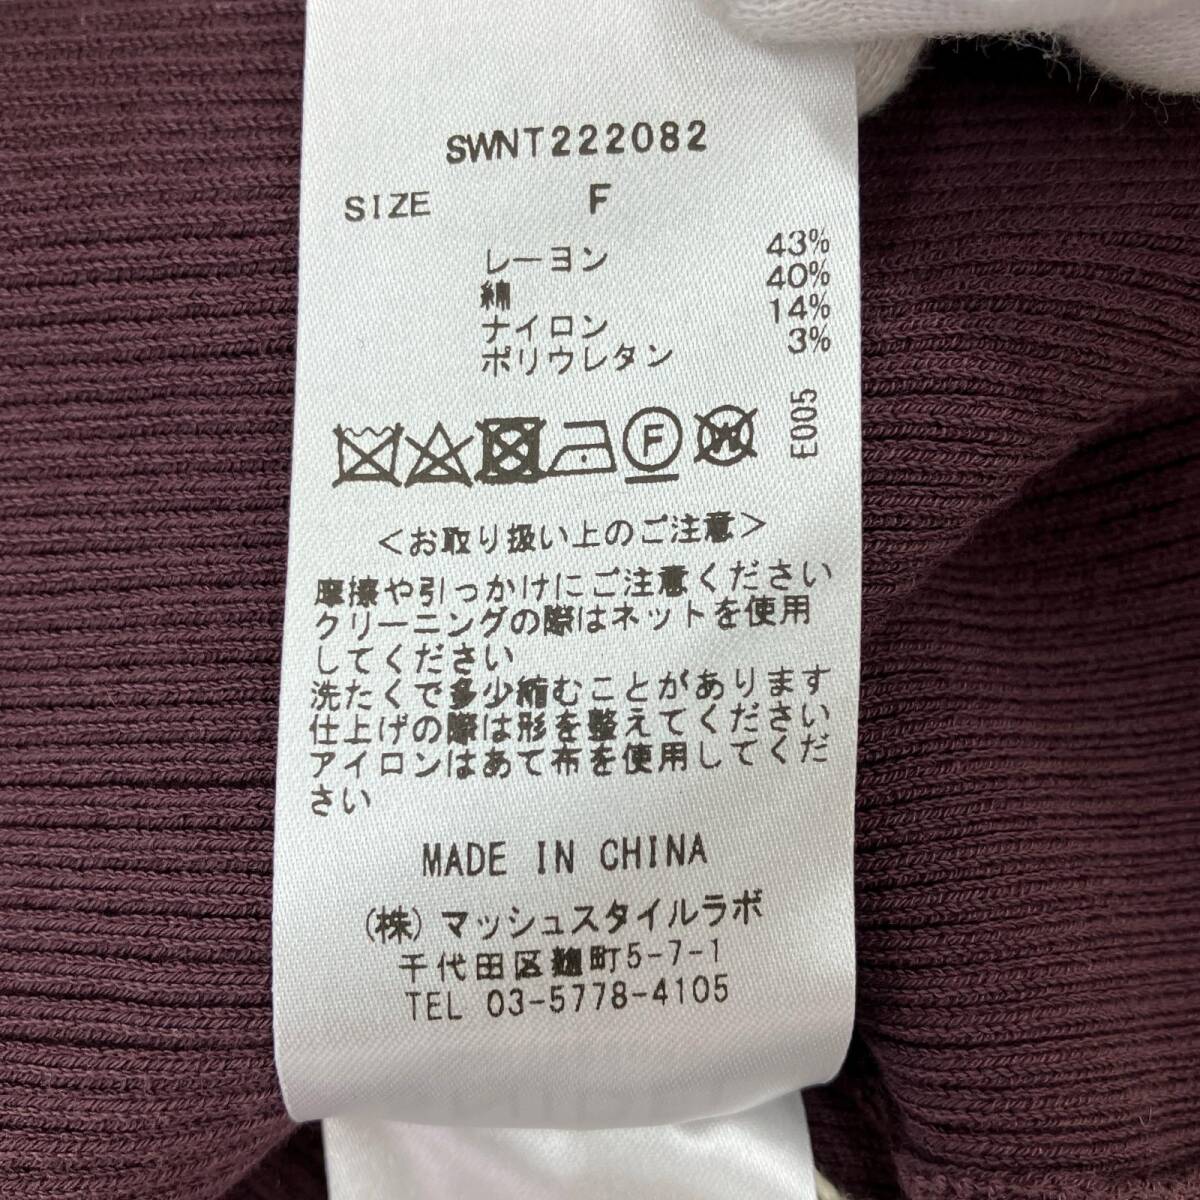 SWNT222082
SIZE F
レーヨン 43%
綿 40%
ナイロン 14%
ポリウレタン 3%
F W
E005
＜お取り扱い上のご注意＞
摩擦や引っかけにご注意ください
クリーニングの際はネットを使用
してください
洗たくで多少縮むことがあります
仕上げの際は形を整えてください
アイロンはあて布を使用してくだ
さい
MADE IN CHINA
(株)マッシュスタイルラボ
千代田区麹町5-7-1
TEL 03-5778-4105